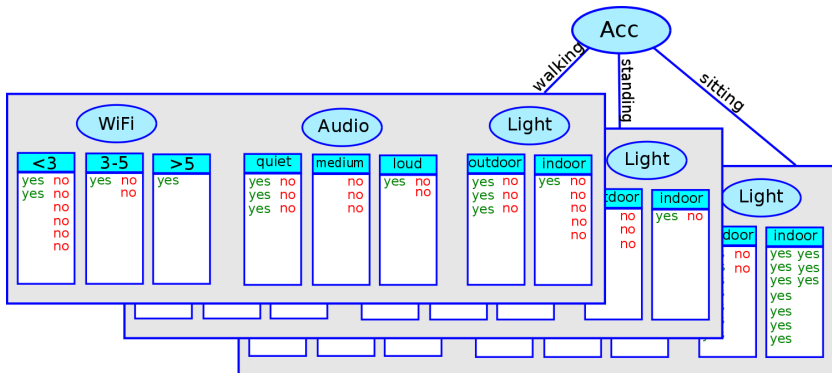 Acc
walking
standing
sitting
WiFi
Audio
Light
<3
3-5
>5
quiet
medium
loud
outdoor
indoor
yes no yes no yes
yes no no
no
no
no
no
yes no no yes no
yes no no no
yes no no
yes no yes no
yes no no
yes no no
no
no
Light
indoor
no yes no
no
no
Light
indoor
no yes yes
no yes yes
yes yes
yes
yes
yes
yes